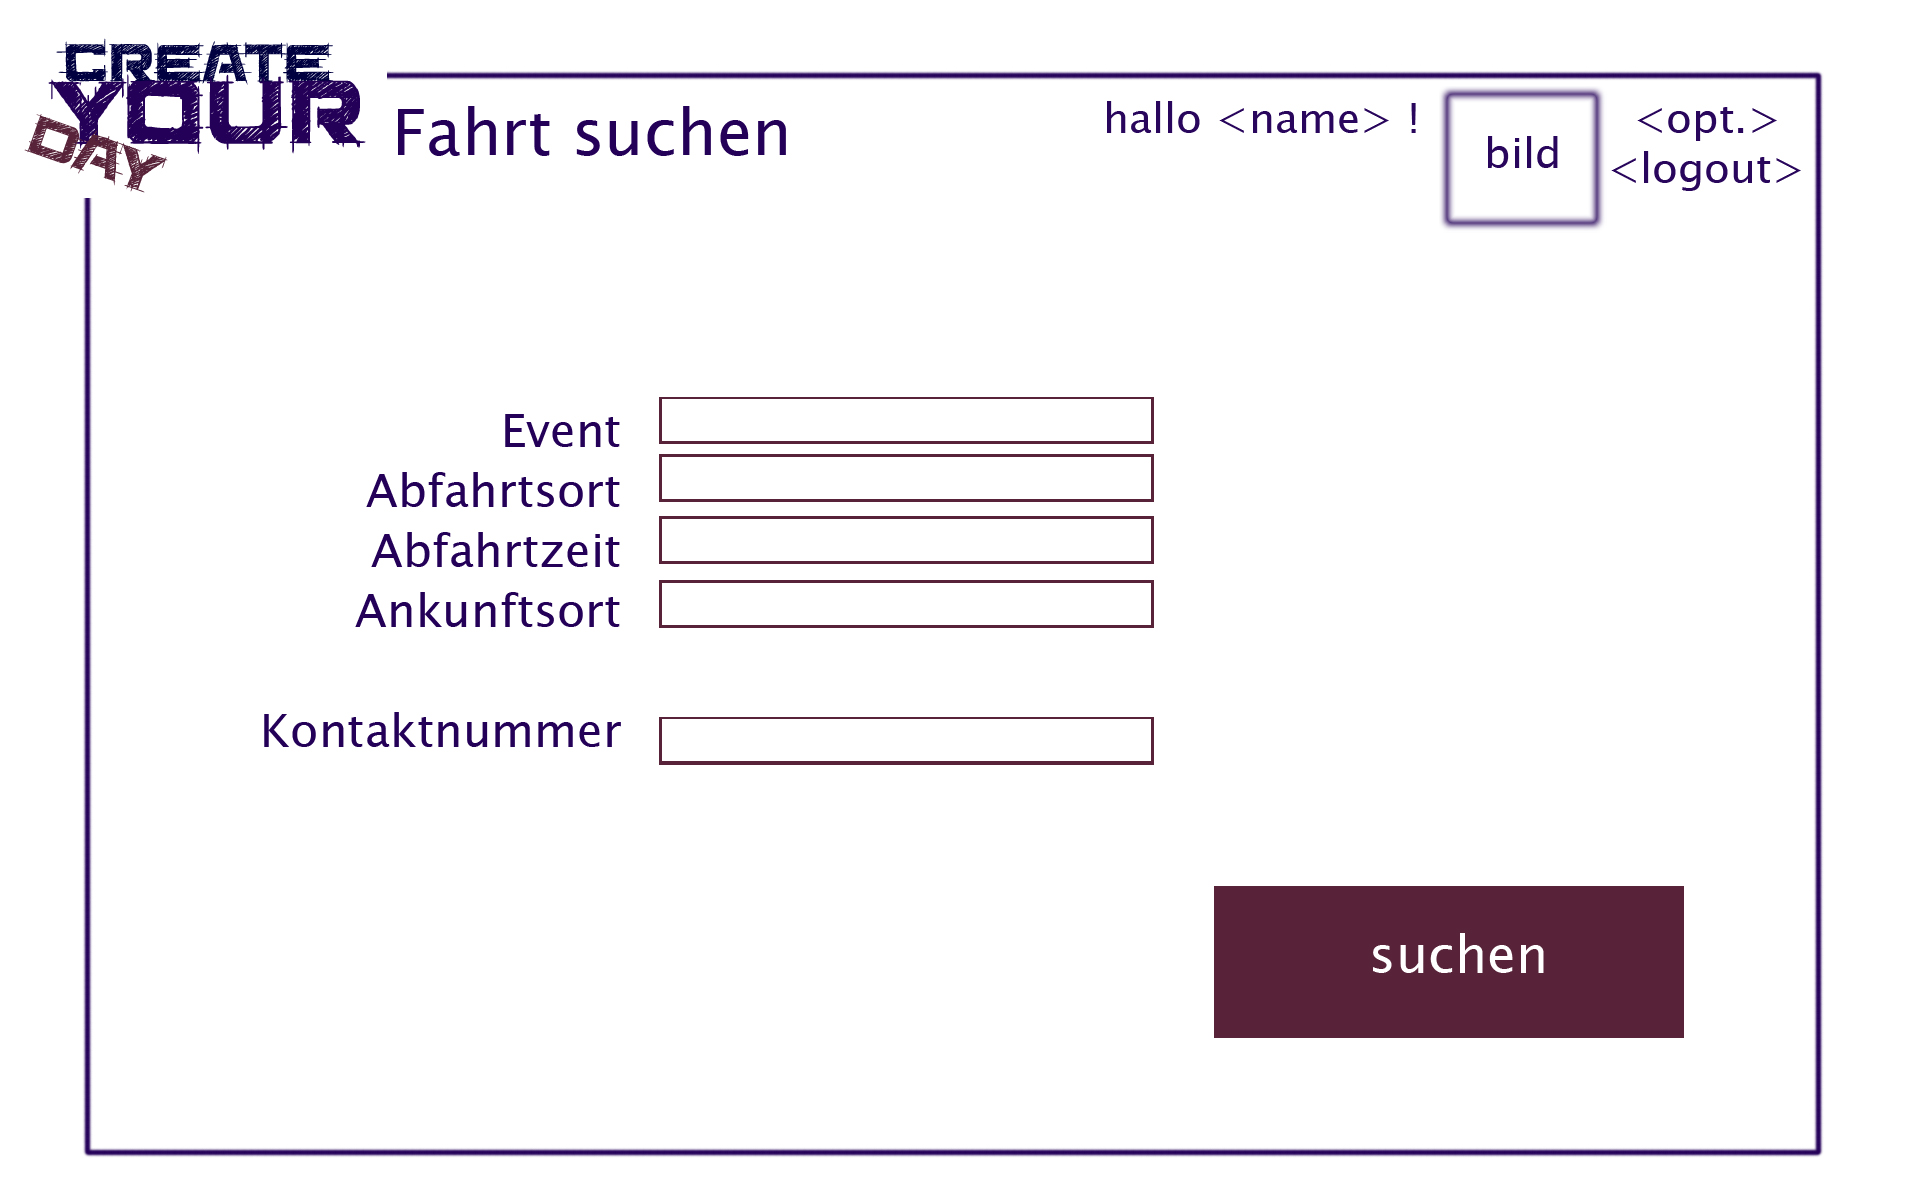 CREATE
YOUR
DAY
Fahrt suchen
hallo <name> !
bild
<opt.>
<logout>
Event
Abfahrtsort
Abfahrtzeit
Ankunftsort
Kontaktnummer
suchen